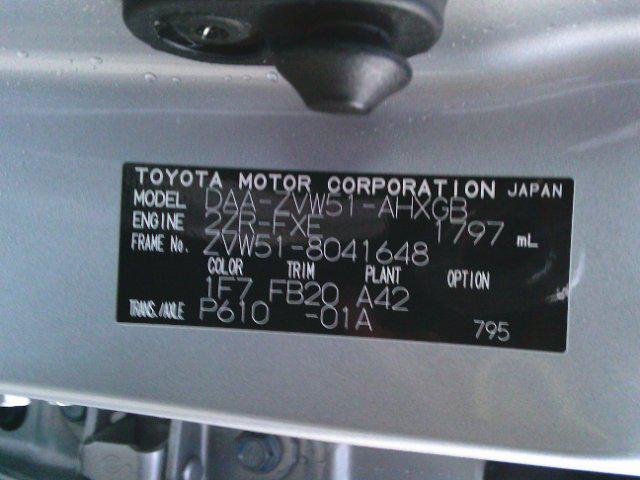 TOYOTA MOTOR CORPORATION JAPAN
MODEL DAA-ZVW51-AHXGB
ENGINE 2ZR-FXE 1797 mL
FRAME No. ZVW51-8041648
COLOR TRIM PLANT OPTION
1F7 FB20 A42
TRANS./AXLE P610 -01A 795